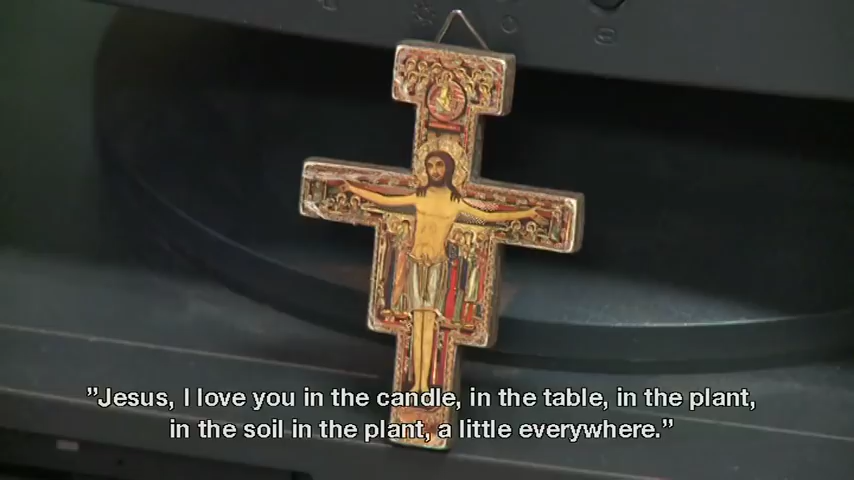 ”Jesus, I love you in the candle, in the table, in the plant,
in the soil in the plant, a little everywhere.”